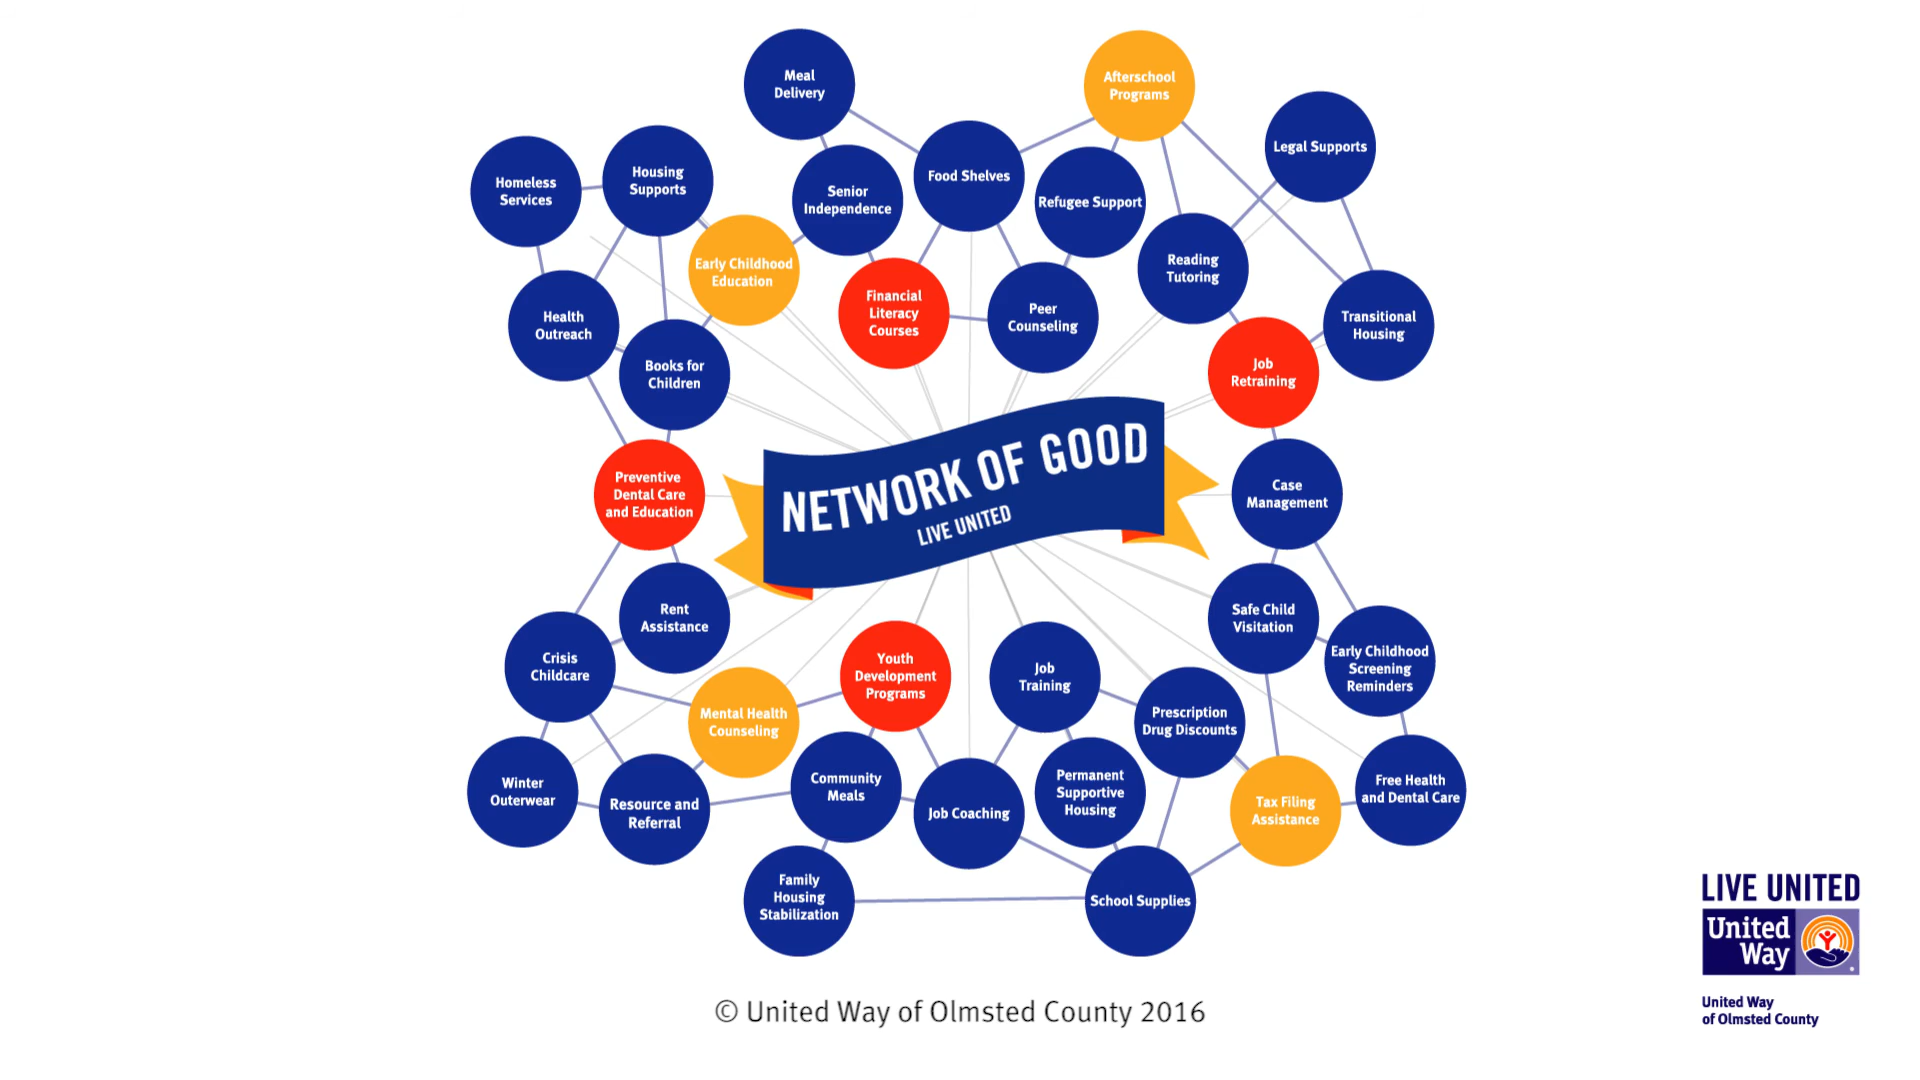 Meal
Delivery
Afterschool
Programs
Legal Supports
Homeless
Services
Housing
Supports
Senior
Independence
Food Shelves
Refugee Support
Reading
Tutoring
Early Childhood
Education
Health
Outreach
Financial
Literacy
Courses
Peer
Counseling
Transitional
Housing
Books for
Children
Job
Retraining
NETWORK OF GOOD
LIVE UNITED
Preventive
Dental Care
and Education
Case
Management
Rent
Assistance
Safe Child
Visitation
Crisis
Childcare
Youth
Development
Programs
Job
Training
Early Childhood
Screening
Reminders
Mental Health
Counseling
Prescription
Drug Discounts
Winter
Outerwear
Resource and
Referral
Community
Meals
Job Coaching
Permanent
Supportive
Housing
Tax Filing
Assistance
Free Health
and Dental Care
Family
Housing
Stabilization
School Supplies
LIVE UNITED
United
Way
United Way
of Olmsted County
© United Way of Olmsted County 2016